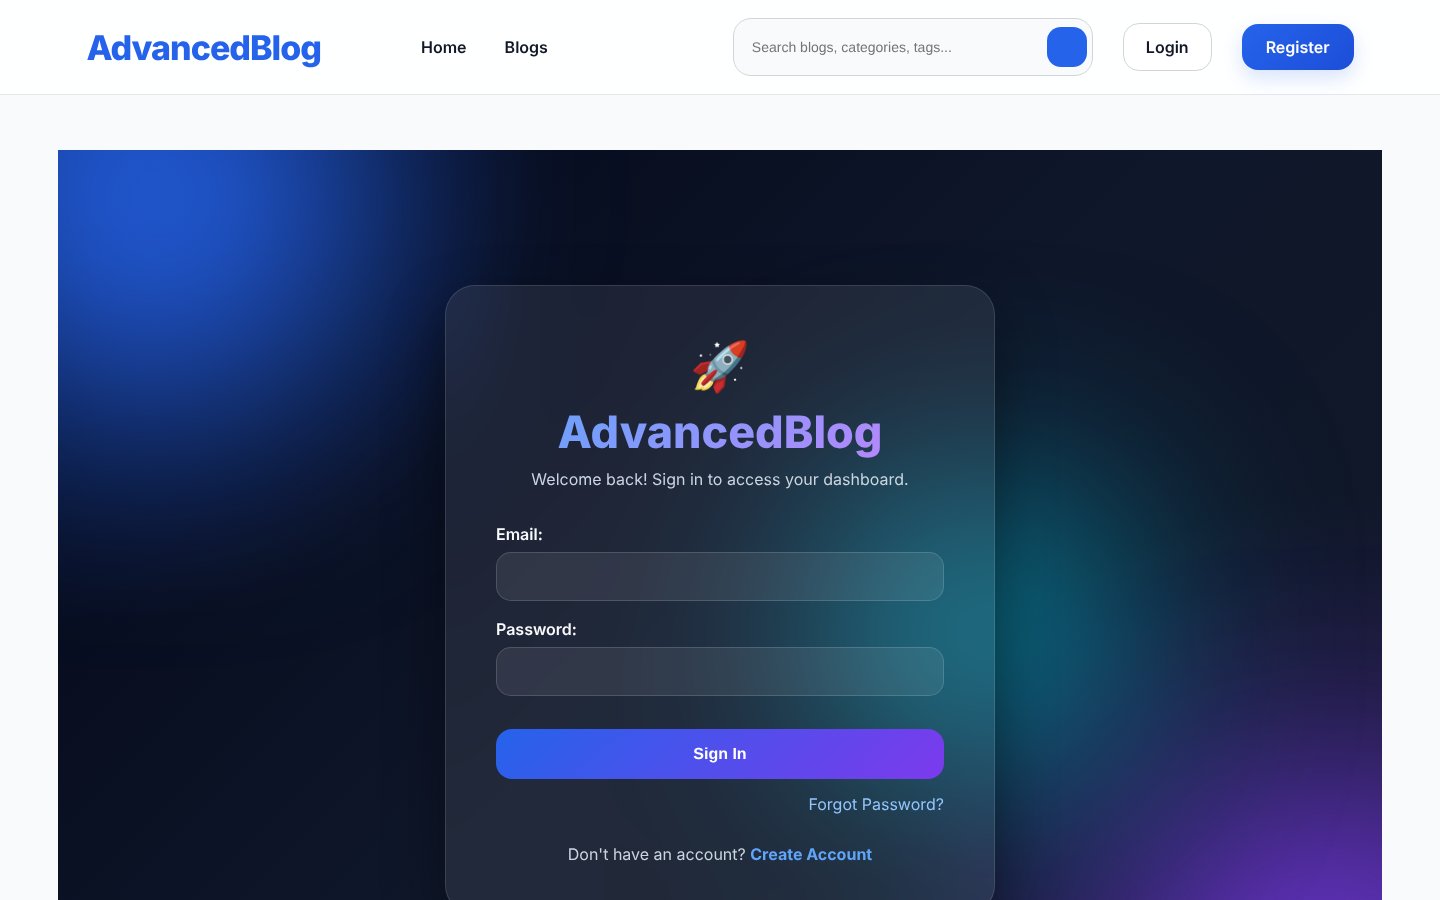 AdvancedBlog
Home
Blogs
Search blogs, categories, tags...
Login
Register
AdvancedBlog
Welcome back! Sign in to access your dashboard.
Email:
Password:
Sign In
Forgot Password?
Don't have an account? Create Account